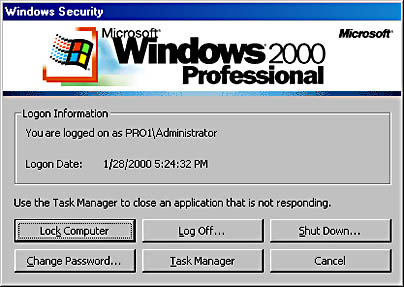 Windows Security
Microsoft
Windows 2000
Professional
Microsoft
Logon Information
You are logged on as PRO1\Administrator
Logon Date: 1/28/2000 5:24:32 PM
Use the Task Manager to close an application that is not responding.
Lock Computer Log Off... Shut Down...
Change Password... Task Manager Cancel